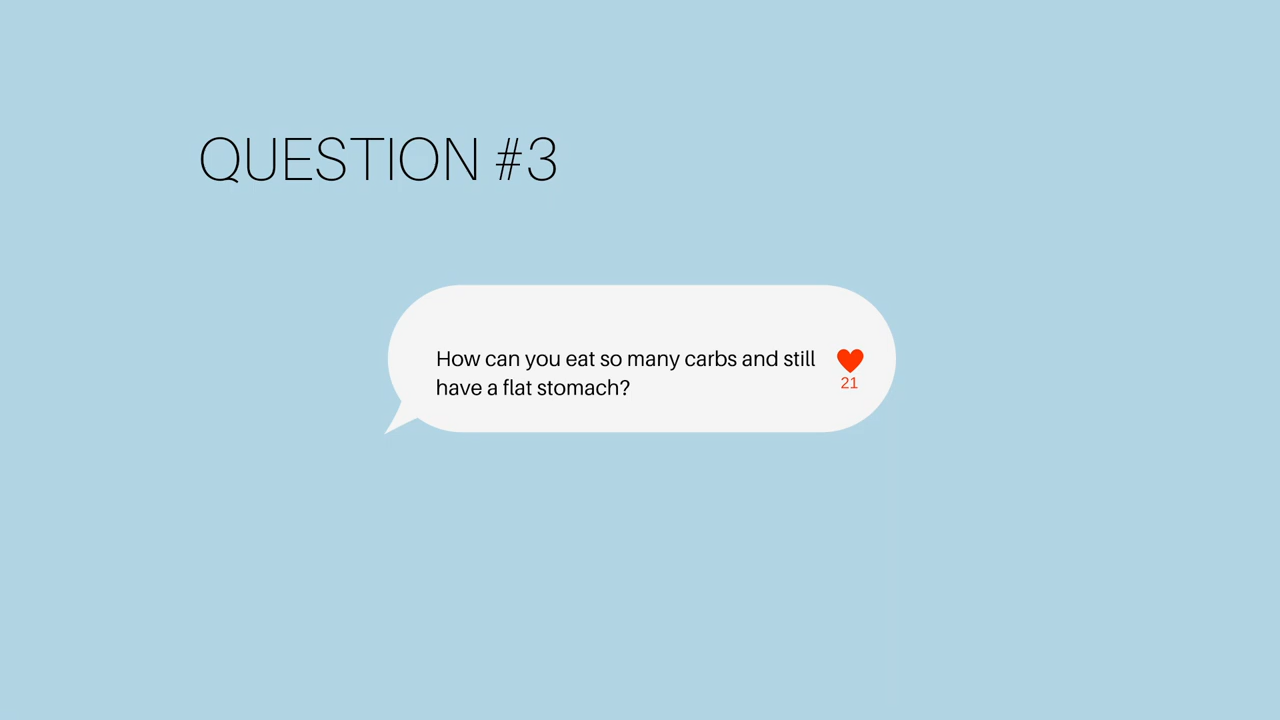 QUESTION #3
How can you eat so many carbs and still
have a flat stomach?
21